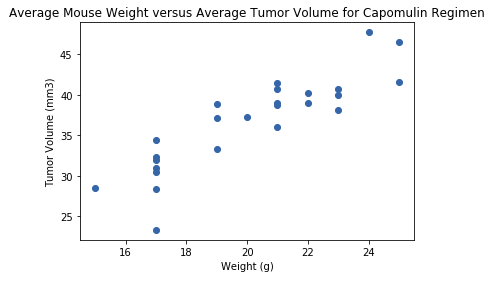 Average Mouse Weight versus Average Tumor Volume for Capomulin Regimen
45
40
35
30
25
Tumor Volume (mm3)
16 18 20 22 24
Weight (g)